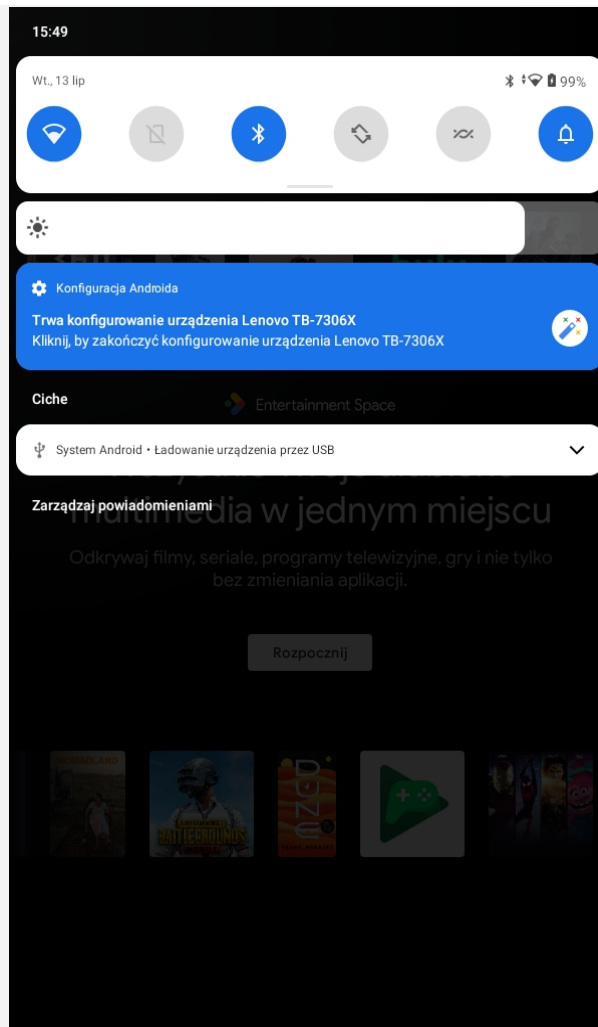 15:49
Wt., 13 lip
99%
Konfiguracja Androida
Trwa konfigurowanie urządzenia Lenovo TB-7306X
Kliknij, by zakończyć konfigurowanie urządzenia Lenovo TB-7306X
Ciche
Entertainment Space
System Android • Ładowanie urządzenia przez USB
Zarządzaj powiadomieniami
multimedia w jednym miejscu
Odkrywaj filmy, seriale, programy telewizyjne, gry i nie tylko
bez zmieniania aplikacji.
Rozpocznij
NOMADLAND
BATTLEGROUNDS
DUNE